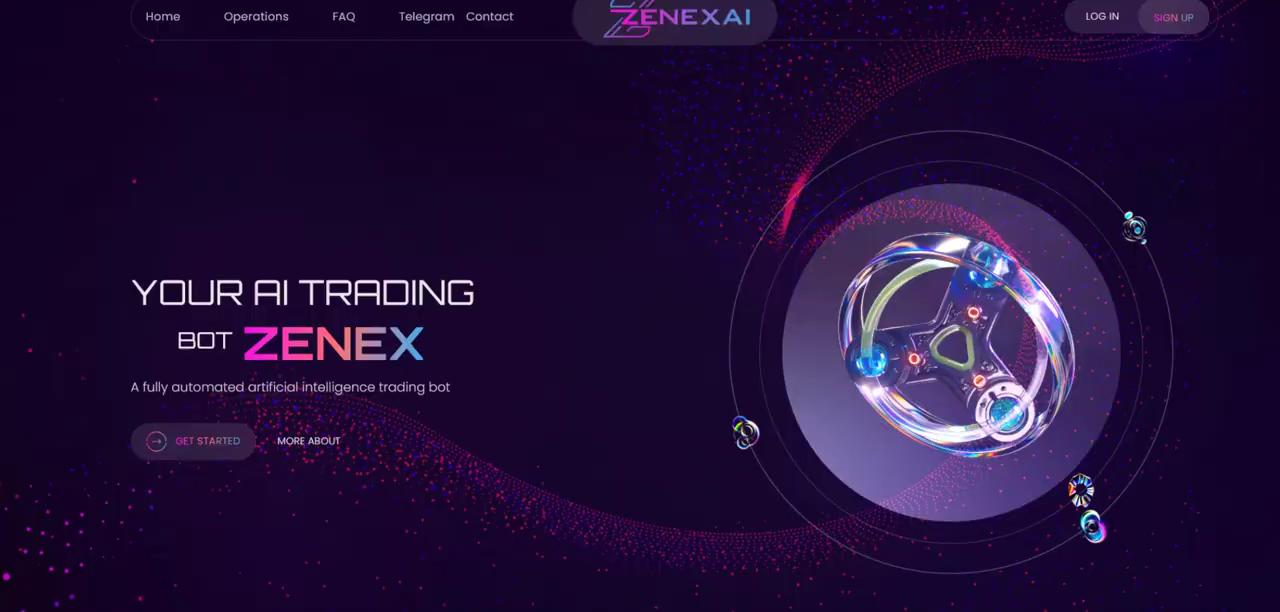 Home Operations FAQ Telegram Contact ZENEXAI LOG IN SIGN UP
YOUR AI TRADING
BOT ZENEX
A fully automated artificial intelligence trading bot
GET STARTED MORE ABOUT